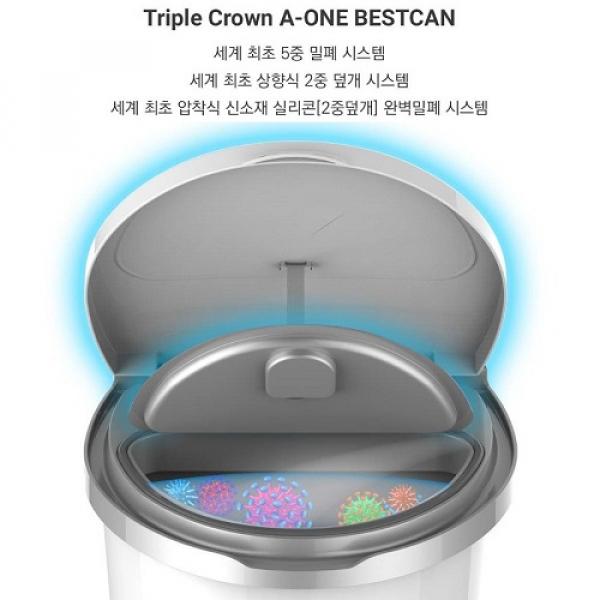 Triple Crown A-ONE BESTCAN
세계 최초 5중 밀폐 시스템
세계 최초 상향식 2중 덮개 시스템
세계 최초 압착식 신소재 실리콘[2중덮개] 완벽밀폐 시스템